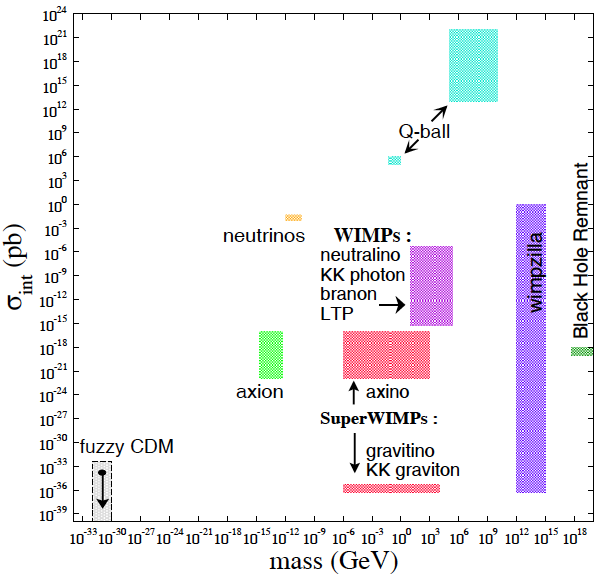 10^24
10^21
10^18
10^15
10^12
10^9
10^6
10^3
10^0
10^-3
10^-6
10^-9
10^-12
10^-15
10^-18
10^-21
10^-24
10^-27
10^-30
10^-33
10^-36
10^-39
σ_int (pb)
Q-ball
neutrinos
WIMPs :
neutralino
KK photon
branon
LTP
wimpzilla
Black Hole Remnant
axion
axino
SuperWIMPs :
fuzzy CDM
gravitino
KK graviton
10^-33 10^-30 10^-27 10^-24 10^-21 10^-18 10^-15 10^-12 10^-9 10^-6 10^-3 10^0 10^3 10^6 10^9 10^12 10^15 10^18
mass (GeV)